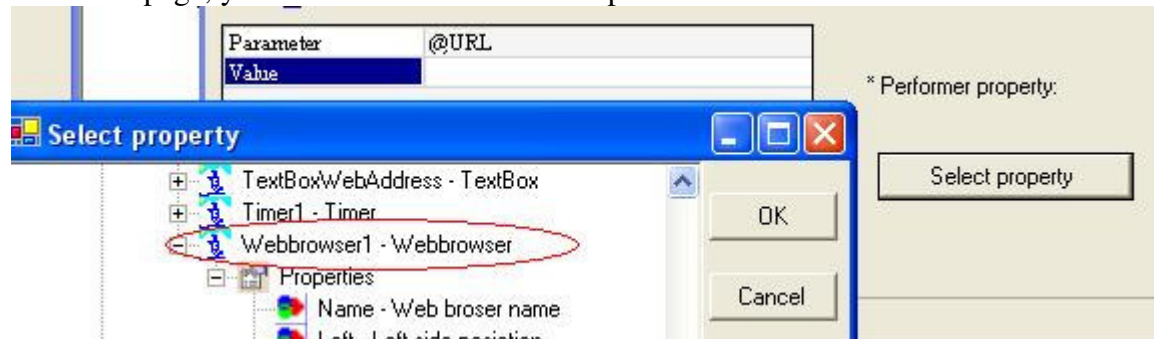 Parameter @URL
Value
* Performer property:
Select property
Select property
TextBoxWebAddress - TextBox
Timer1 - Timer
OK
Webbrowser1 - Webbrowser
Properties
Name - Web broser name
Cancel